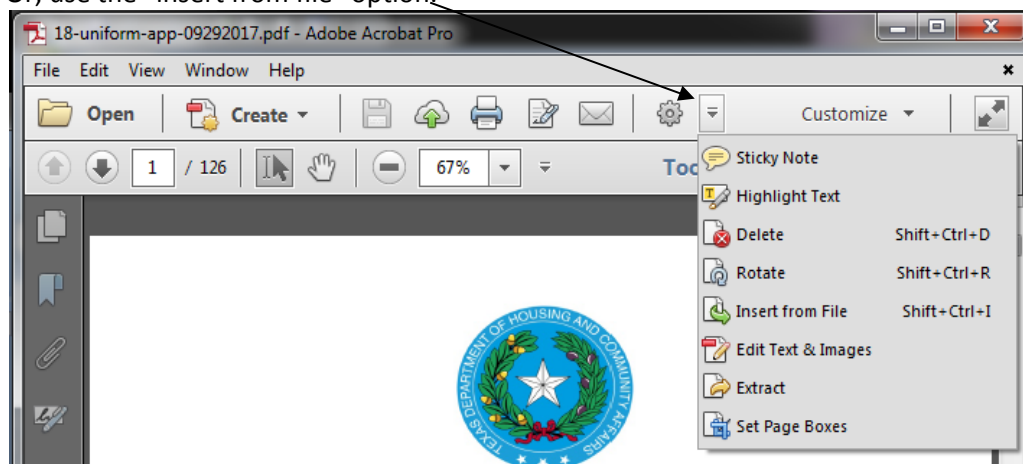 Or, use the "Insert from file" option.
18-uniform-app-09292017.pdf - Adobe Acrobat Pro
File Edit View Window Help
Open Create Customize
1 / 126 67% Too
Sticky Note
Highlight Text
Delete Shift+Ctrl+D
Rotate Shift+Ctrl+R
Insert from File Shift+Ctrl+I
Edit Text & Images
Extract
Set Page Boxes
TEXAS DEPARTMENT OF HOUSING AND COMMUNITY AFFAIRS